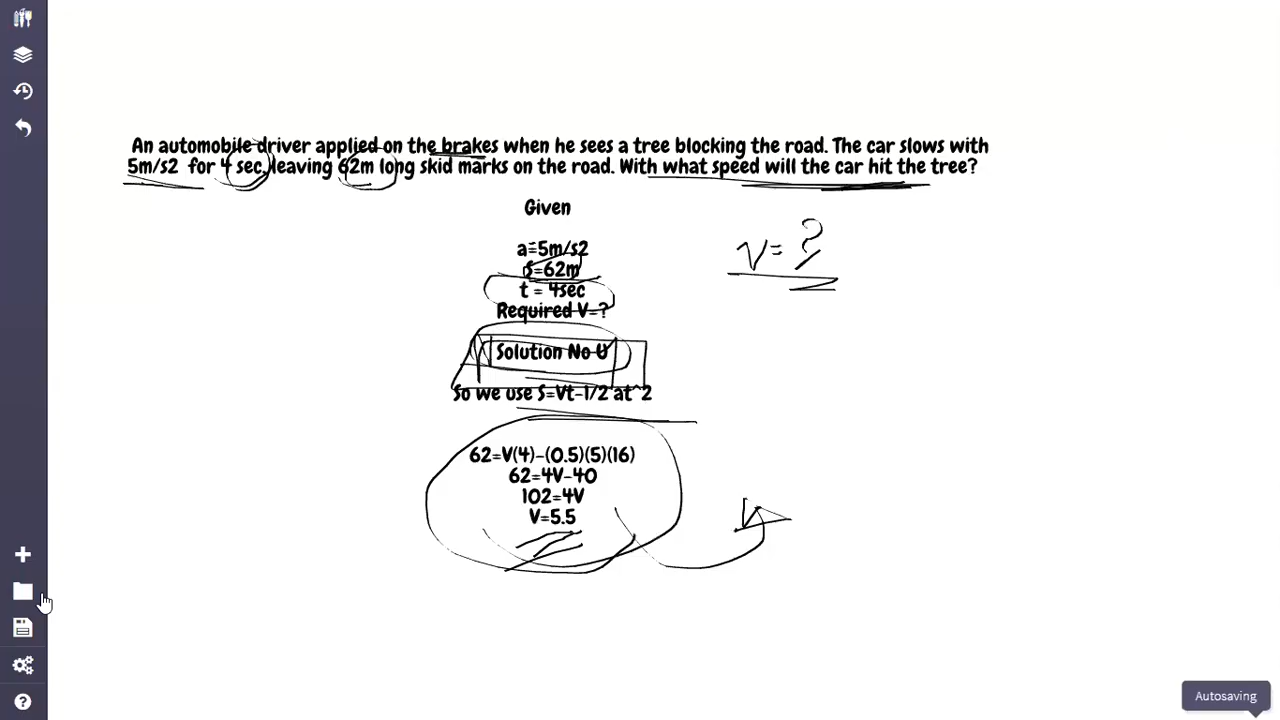 An automobile driver applied on the brakes when he sees a tree blocking the road. The car slows with
5m/s2 for 4 sec, leaving 62m long skid marks on the road. With what speed will the car hit the tree?
Given
a=5m/s2
S=62m
t = 4sec
Required V=?
V= ?
Solution No U
So we use S=Vt-1/2 at^2
62=V(4)-(0.5)(5)(16)
62=4V-40
102=4V
V=5.5
Autosaving